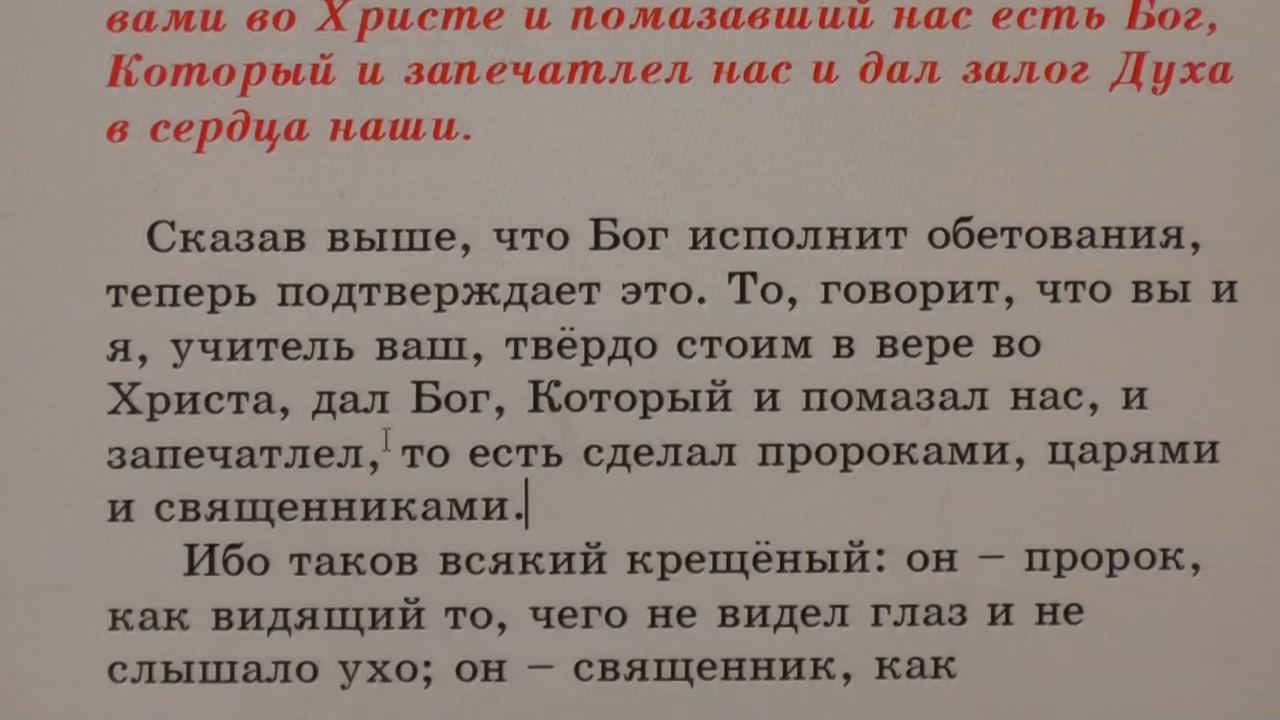 вами во Христе и помазавший нас есть Бог,
Который и запечатлел нас и дал залог Духа
в сердца наши.
Сказав выше, что Бог исполнит обетования,
теперь подтверждает это. То, говорит, что вы и
я, учитель ваш, твёрдо стоим в вере во
Христа, дал Бог, Который и помазал нас, и
запечатлел, то есть сделал пророками, царями
и священниками.
Ибо таков всякий крещёный: он – пророк,
как видящий то, чего не видел глаз и не
слышало ухо; он – священник, как